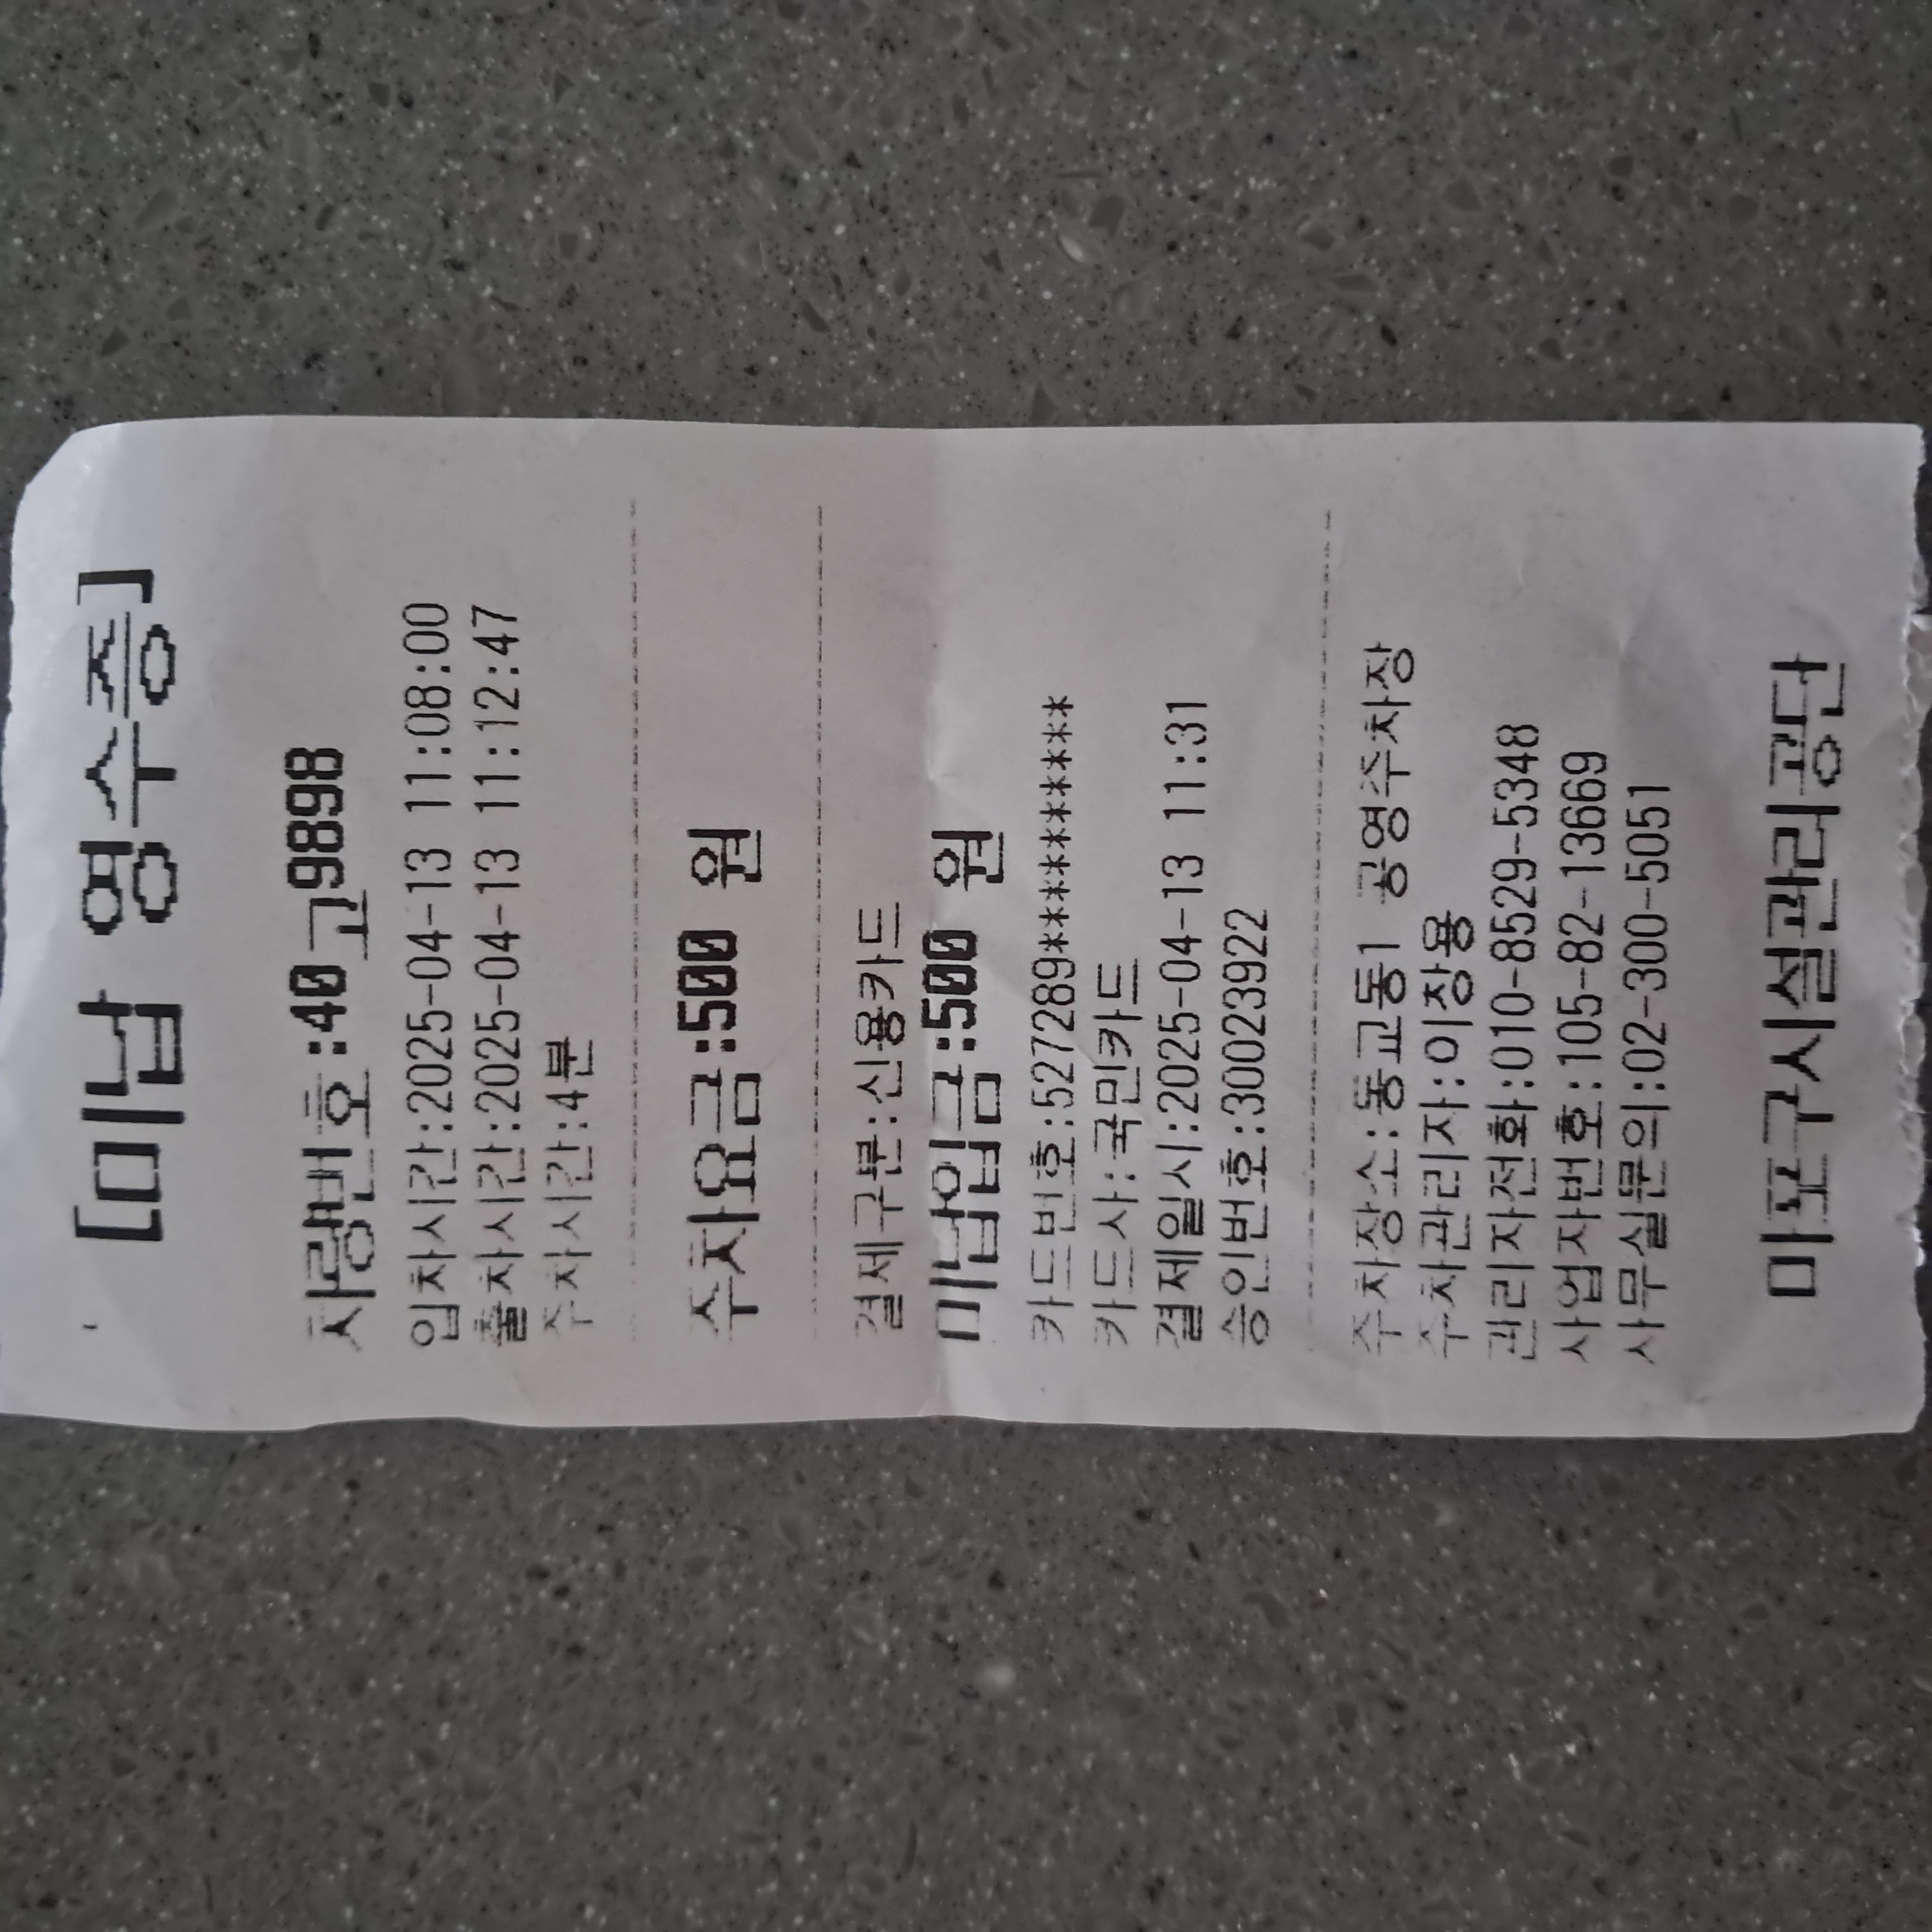 [미납 영수증]
차량번호:40고9898
입차시간:2025-04-13 11:08:00
출차시간:2025-04-13 11:12:47
주차시간:4분
주차요금:500 원
결제구분:신용카드
미납입금:500 원
카드번호:5277289*************
카드사:국민카드
결제일시:2025-04-13 11:31
승인번호:30023922
주차장소:동교동1 공영주차장
주차관리자:이장용
관리자전화:010-8529-5348
사업자번호:105-82-13669
사무실문의:02-300-5051
마포구시설관리공단